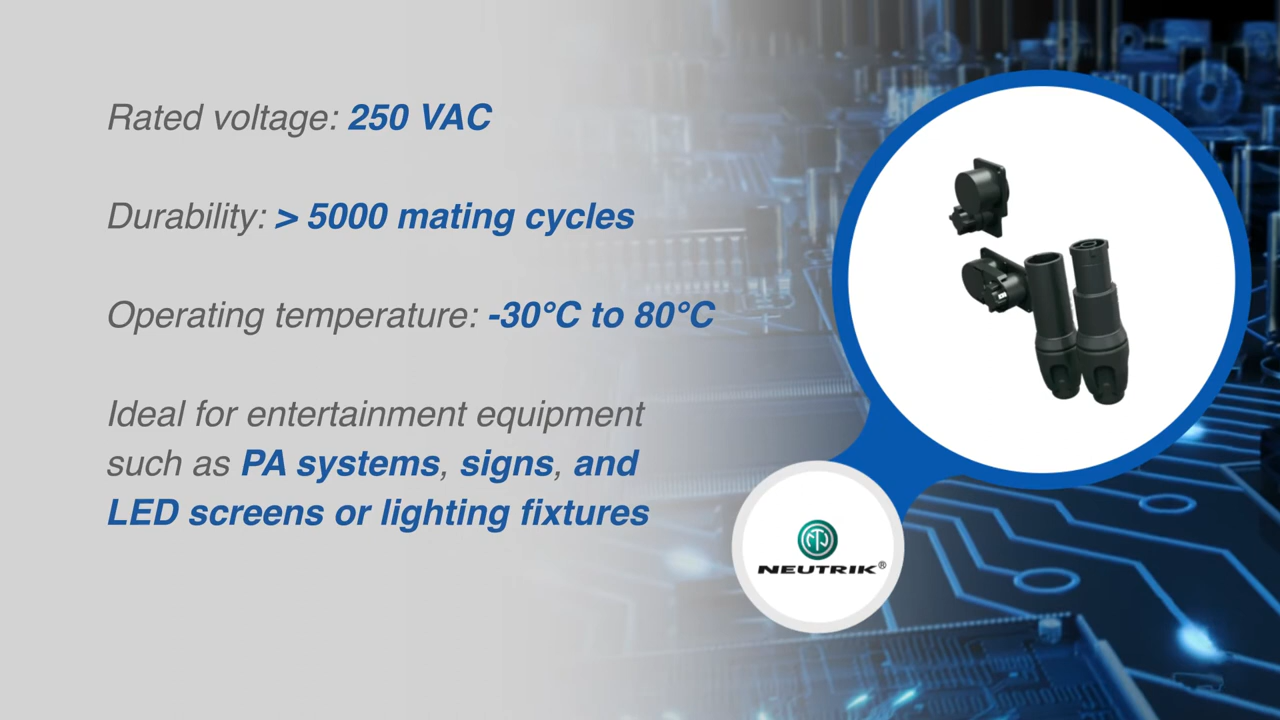 Rated voltage: 250 VAC
Durability: > 5000 mating cycles
Operating temperature: -30°C to 80°C
Ideal for entertainment equipment
such as PA systems, signs, and
LED screens or lighting fixtures
NEUTRIK®